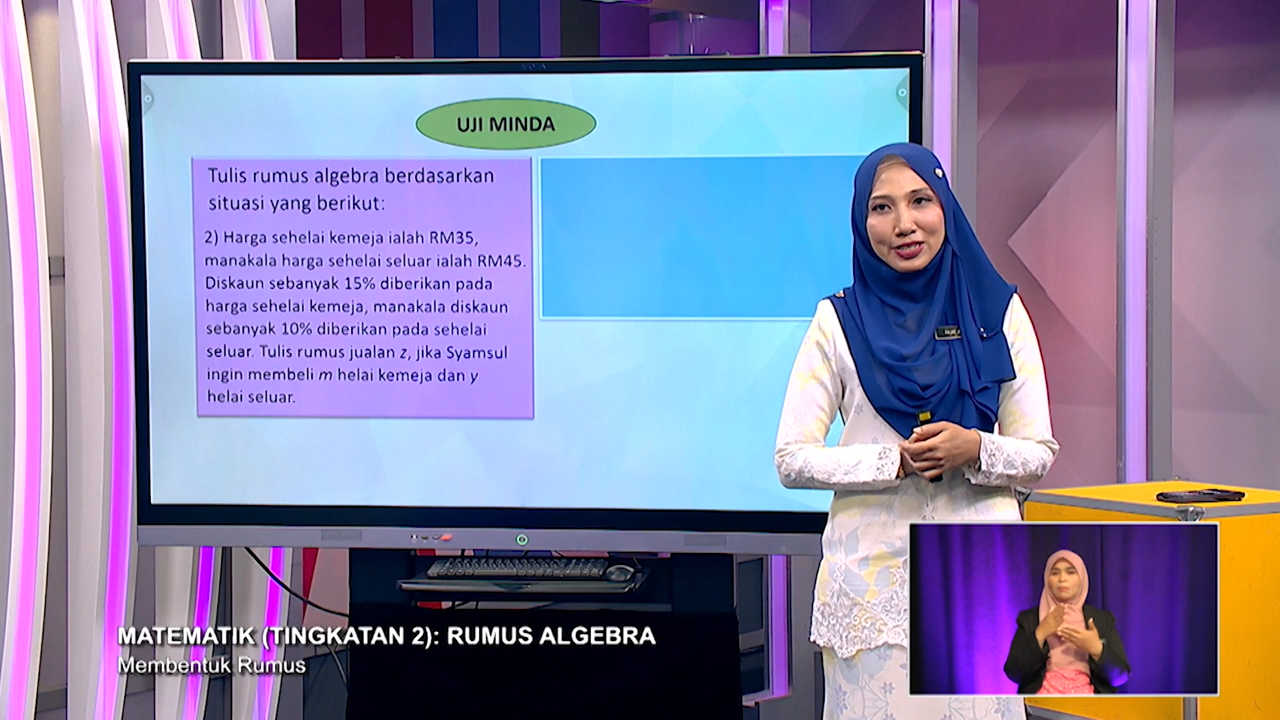 UJI MINDA
Tulis rumus algebra berdasarkan
situasi yang berikut:
2) Harga sehelai kemeja ialah RM35,
manakala harga sehelai seluar ialah RM45.
Diskaun sebanyak 15% diberikan pada
harga sehelai kemeja, manakala diskaun
sebanyak 10% diberikan pada sehelai
seluar. Tulis rumus jualan z, jika Syamsul
ingin membeli m helai kemeja dan y
helai seluar.
MATEMATIK (TINGKATAN 2): RUMUS ALGEBRA
Membentuk Rumus